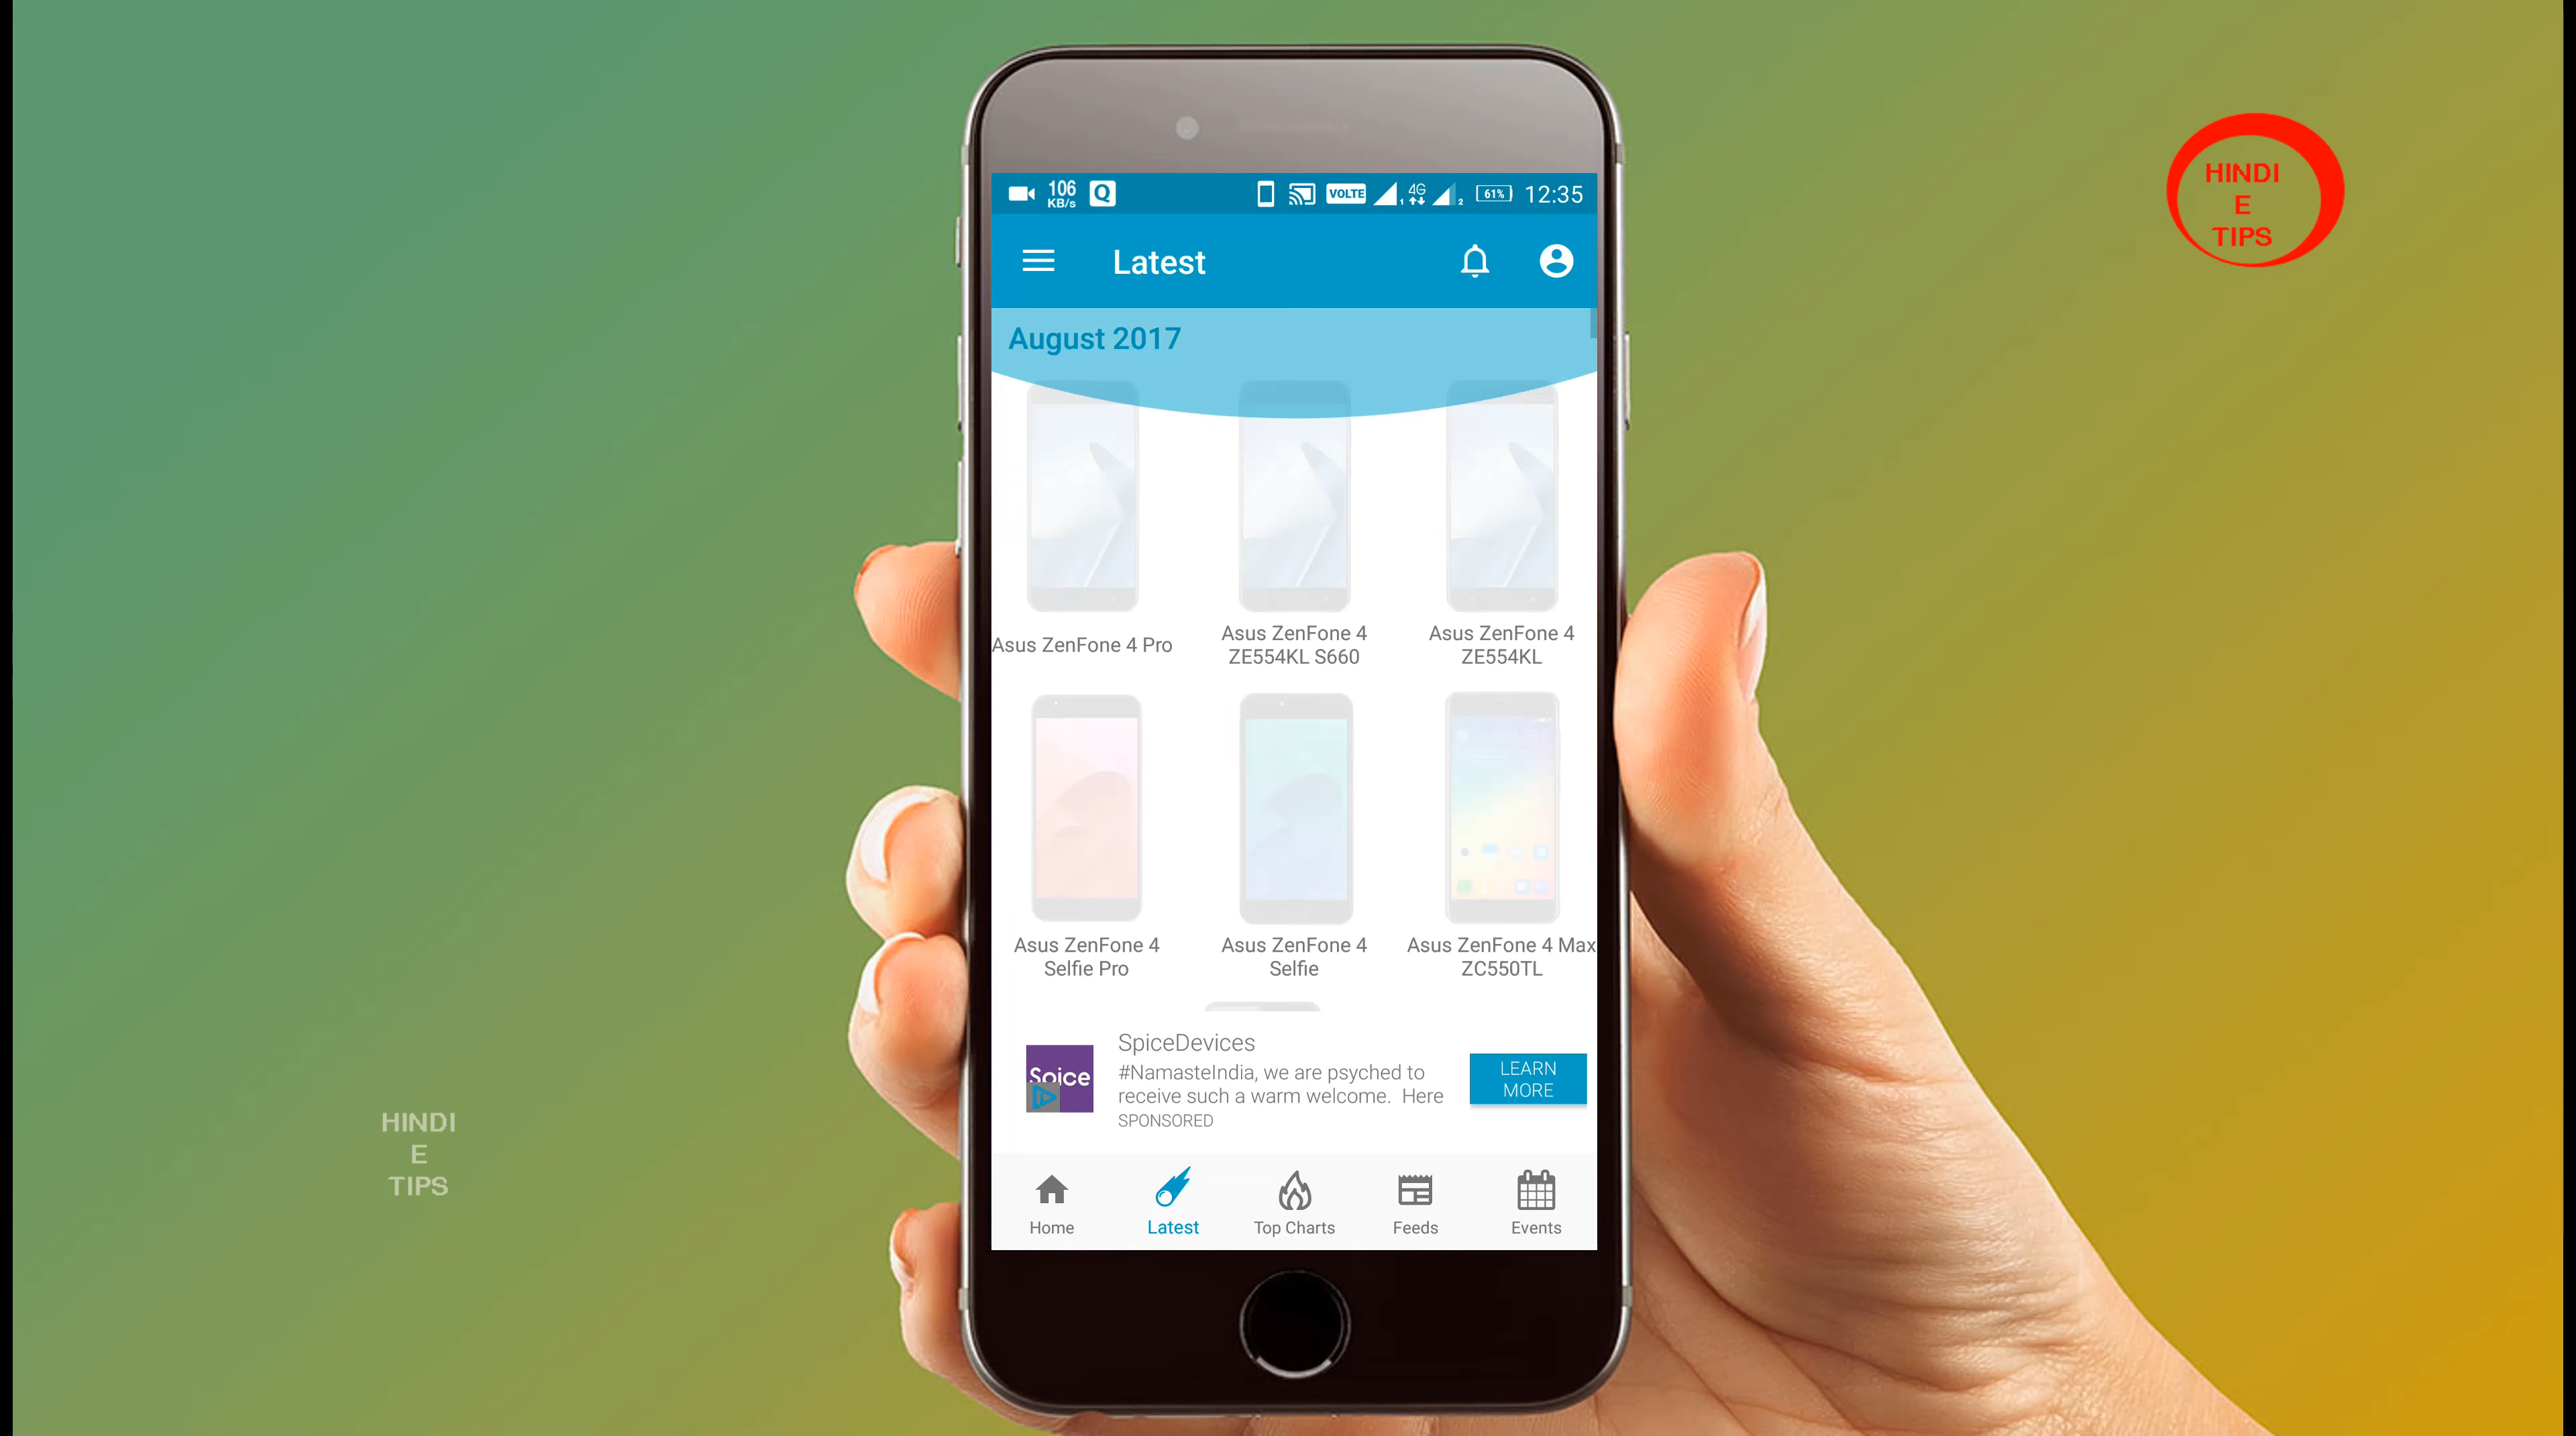 106
KB/s
Q
VOLTE
1
4G
2
61%
12:35
Latest
August 2017
Asus ZenFone 4 Pro
Asus ZenFone 4
ZE554KL S660
Asus ZenFone 4
ZE554KL
Asus ZenFone 4
Selfie Pro
Asus ZenFone 4
Selfie
Asus ZenFone 4 Max
ZC550TL
Spice
SpiceDevices
#NamasteIndia, we are psyched to
receive such a warm welcome. Here
SPONSORED
LEARN
MORE
Home
Latest
Top Charts
Feeds
Events
HINDI
E
TIPS
HINDI
E
TIPS